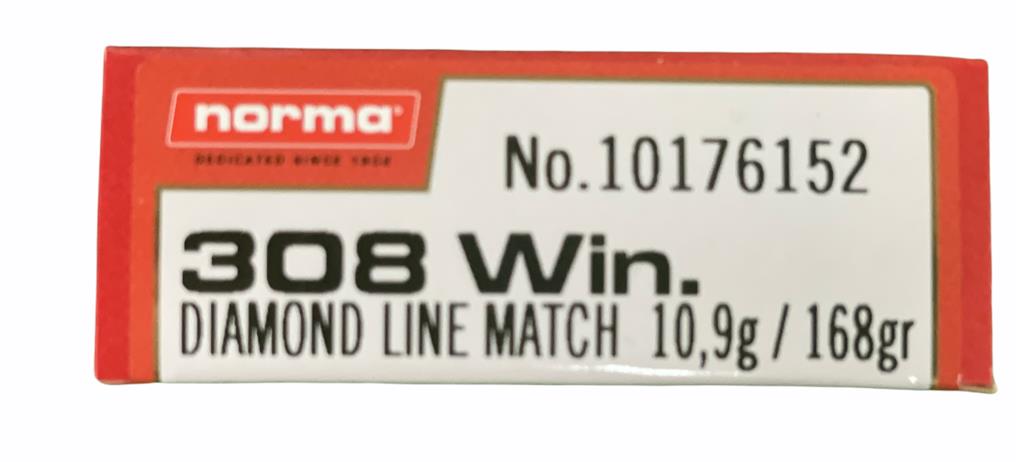 norma
DEDICATED SINCE 1902
No.10176152
308 Win.
DIAMOND LINE MATCH 10,9g / 168gr